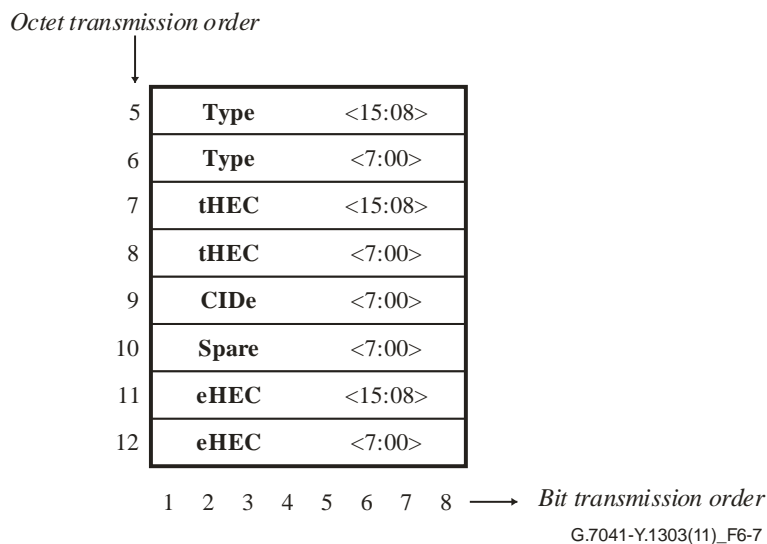 Octet transmission order
5 Type <15:08>
6 Type <7:00>
7 tHEC <15:08>
8 tHEC <7:00>
9 CIDe <7:00>
10 Spare <7:00>
11 eHEC <15:08>
12 eHEC <7:00>
1 2 3 4 5 6 7 8 Bit transmission order
G.7041-Y.1303(11)_F6-7